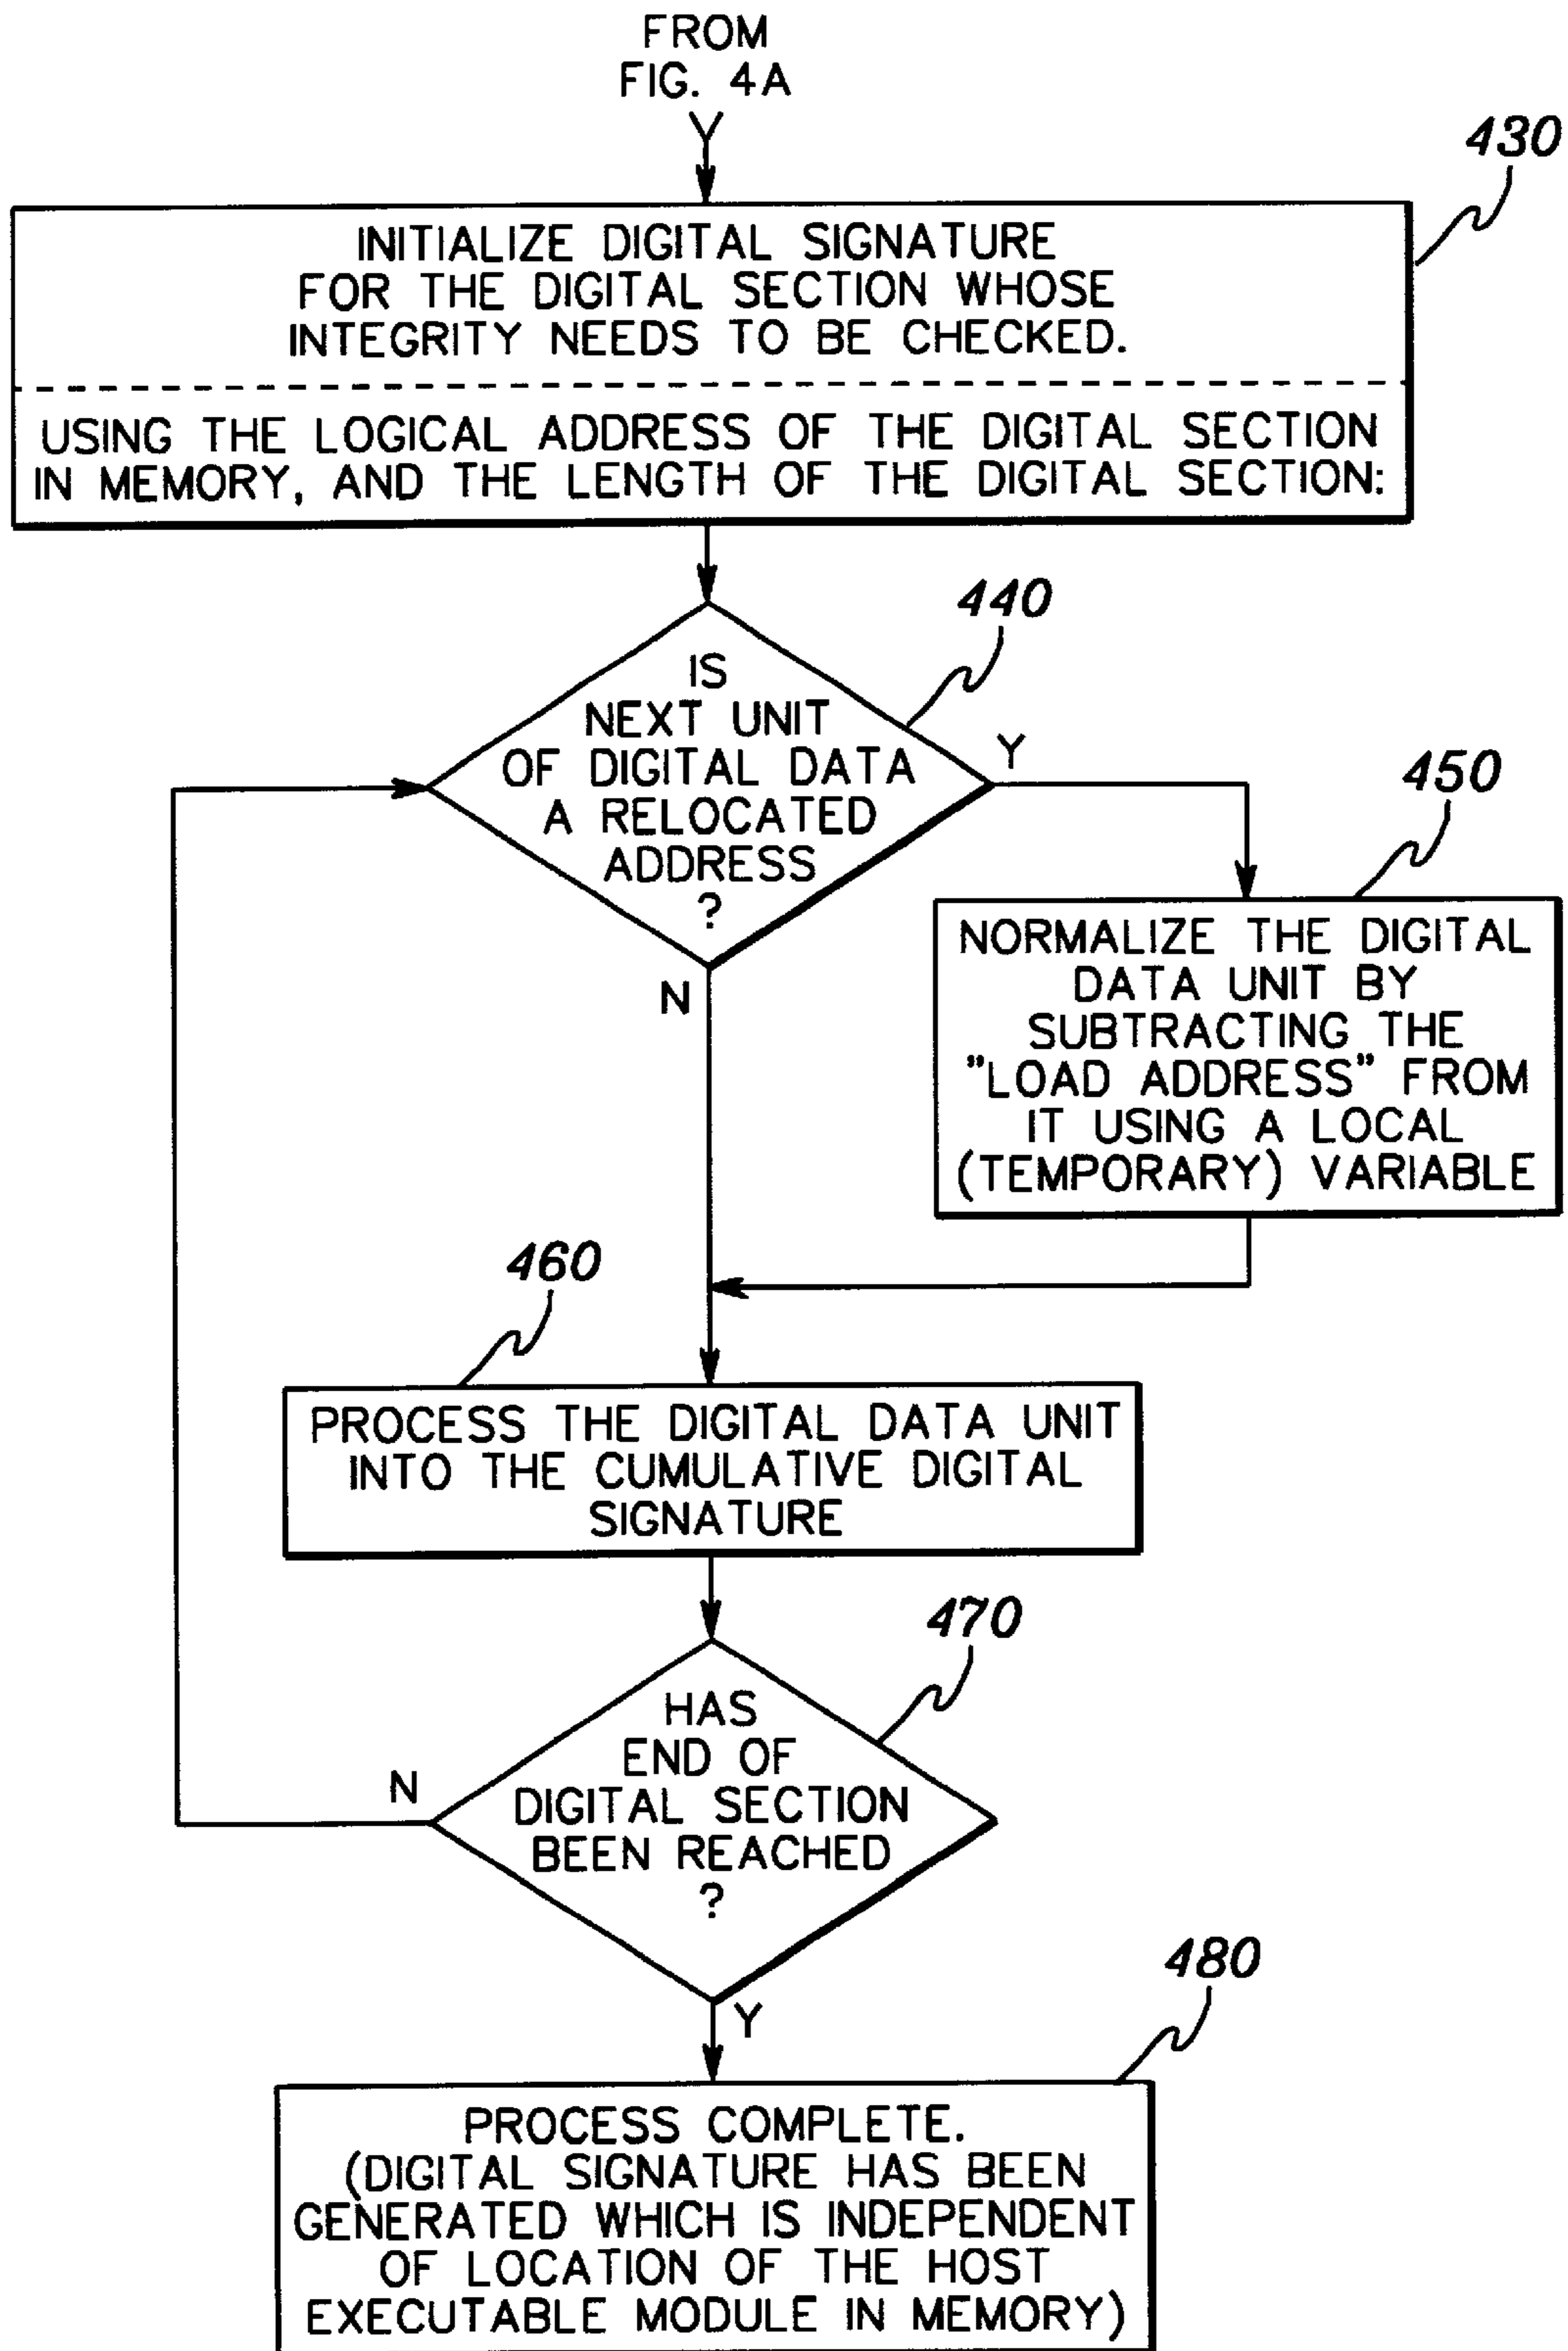 FROM
FIG. 4A
430
INITIALIZE DIGITAL SIGNATURE
FOR THE DIGITAL SECTION WHOSE
INTEGRITY NEEDS TO BE CHECKED.
USING THE LOGICAL ADDRESS OF THE DIGITAL SECTION
IN MEMORY, AND THE LENGTH OF THE DIGITAL SECTION:
440
IS
NEXT UNIT
OF DIGITAL DATA
A RELOCATED
ADDRESS
?
Y
N
450
NORMALIZE THE DIGITAL
DATA UNIT BY
SUBTRACTING THE
"LOAD ADDRESS" FROM
IT USING A LOCAL
(TEMPORARY) VARIABLE
460
PROCESS THE DIGITAL DATA UNIT
INTO THE CUMULATIVE DIGITAL
SIGNATURE
470
HAS
END OF
DIGITAL SECTION
BEEN REACHED
?
N
Y
480
PROCESS COMPLETE.
(DIGITAL SIGNATURE HAS BEEN
GENERATED WHICH IS INDEPENDENT
OF LOCATION OF THE HOST
EXECUTABLE MODULE IN MEMORY)